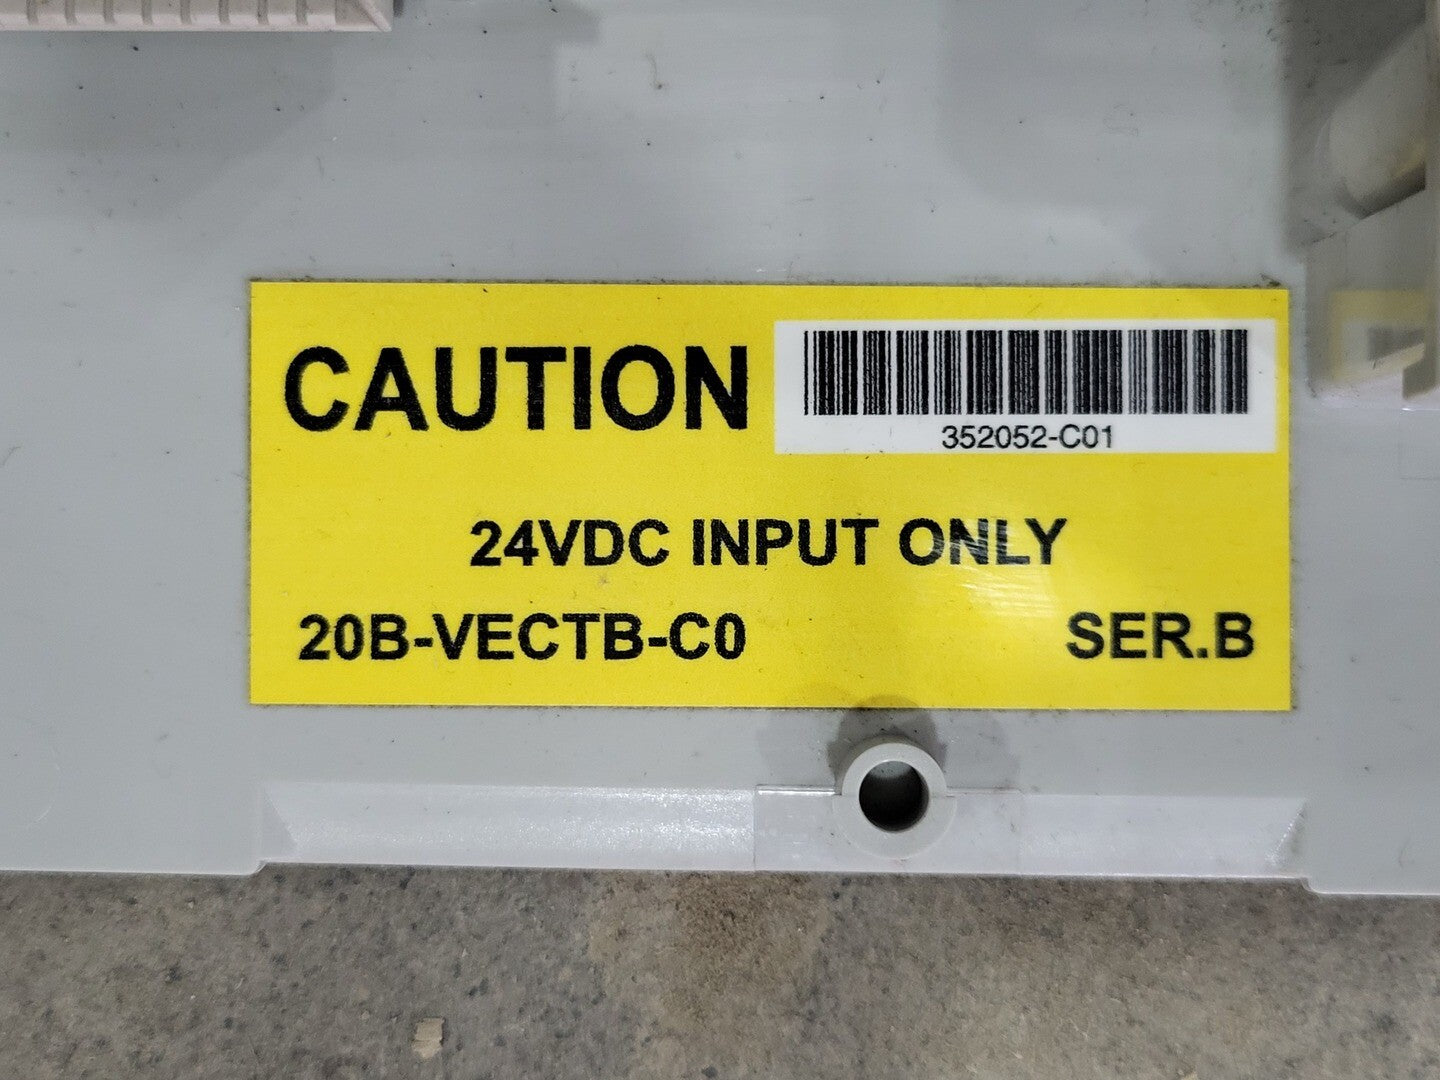 CAUTION
352052-C01
24VDC INPUT ONLY
20B-VECTB-C0 SER.B